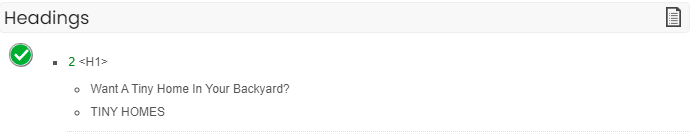 Headings
2 <H1>
Want A Tiny Home In Your Backyard?
TINY HOMES